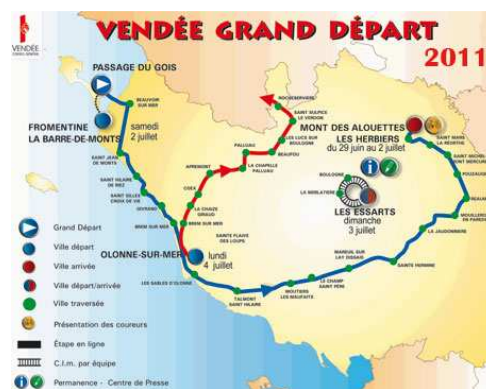 VENDÉE GRAND DÉPART
2011
VENDÉE
PASSAGE DU GOIS
BEAUVOIR
SUR MER
FROMENTINE
LA BARRE-DE-MONTS
samedi
2 juillet
ROCHESERVIERE
SAINT SULPICE
LE VERDON
LES LUCS SUR
BOULOGNE
MONT DES ALOUETTES
LES HERBIERS
du 29 juin au 2 juillet
PALLUAU
BEAUFOU
LA CHAPELLE
PALLUAU
APREMONT
SAINT JEAN
DE MONTS
SAINT HILAIRE
DE RIEZ
COEX
SAINT GILLES
CROIX DE VIE
LA CHAIZE
GIRAUD
BREM SUR MER
BREM SUR MER
SAINTE FLAIVE
DES LOUPS
BOULOGNE
LA MERLATIERE
LES ESSARTS
dimanche
3 juillet
LA JAUDONNIERE
OLONNE-SUR-MER
lundi
4 juillet
LES SABLES D'OLONNE
TALMONT
SAINT HILAIRE
MOUTIERS
LES MAUXFAITS
LE CHAMP
SAINT PÈRE
MAREUIL SUR
LAY DISSAIS
SAINTE HERMINE
Grand Départ
Ville départ
Ville arrivée
Ville départ/arrivée
Ville traversée
Présentation des coureurs
Étape en ligne
C.l.m. par équipe
Permanence - Centre de Presse